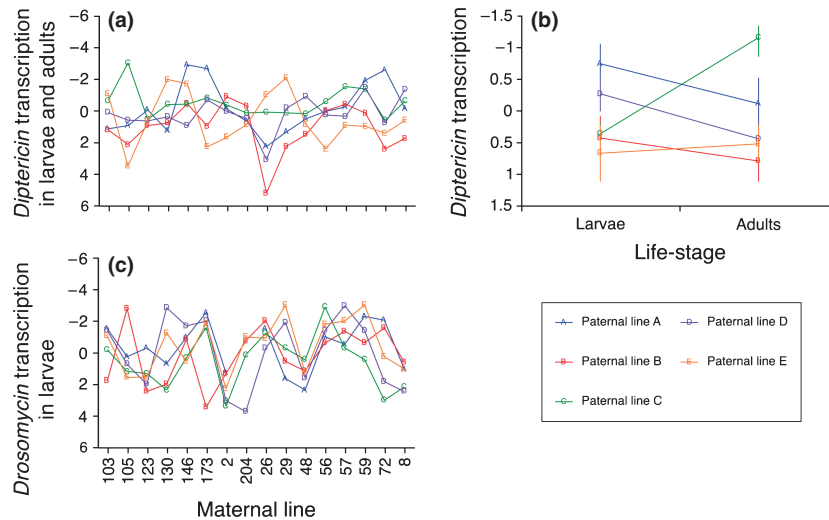 (a)
Diptericin transcription
in larvae and adults
-6
-4
-2
0
2
4
6
(b)
Diptericin transcription
-1.5
-1
0.5
0
0.5
1
1.5
Larvae
Adults
Life-stage
(c)
Drosomycin transcription
in larvae
-6
-4
-2
0
2
4
6
103
105
123
130
146
173
2
204
26
29
48
56
57
59
72
8
Maternal line
A Paternal line A
D Paternal line D
B Paternal line B
E Paternal line E
C Paternal line C